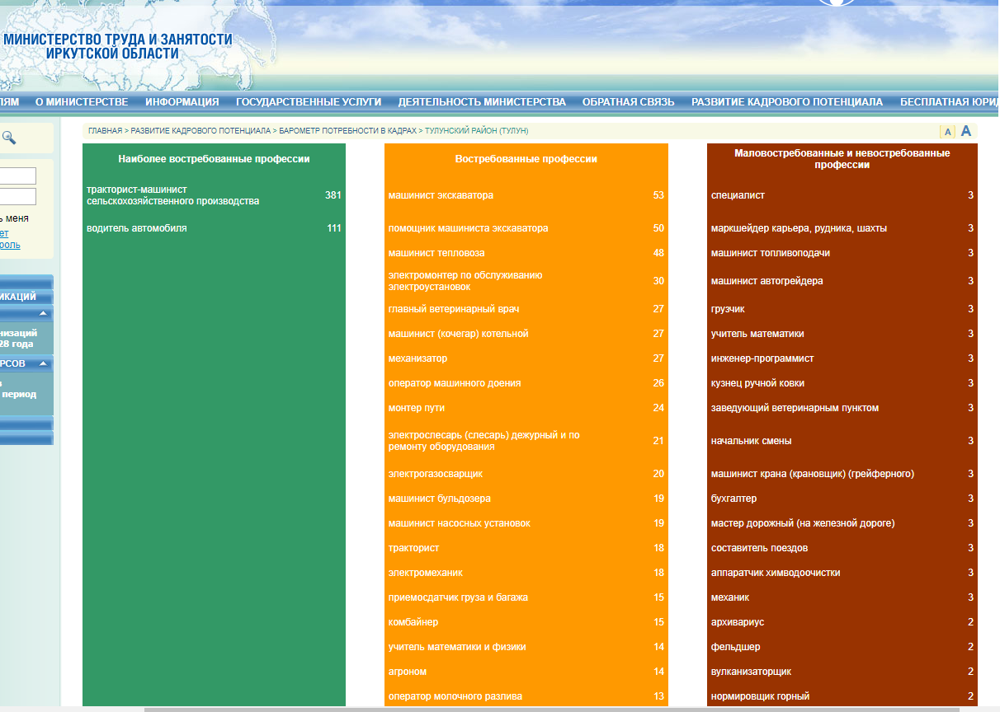 МИНИСТЕРСТВО ТРУДА И ЗАНЯТОСТИ
ИРКУТСКОЙ ОБЛАСТИ
ЛЯМ О МИНИСТЕРСТВЕ ИНФОРМАЦИЯ ГОСУДАРСТВЕННЫЕ УСЛУГИ ДЕЯТЕЛЬНОСТЬ МИНИСТЕРСТВА ОБРАТНАЯ СВЯЗЬ РАЗВИТИЕ КАДРОВОГО ПОТЕНЦИАЛА БЕСПЛАТНАЯ ЮРИД
ГЛАВНАЯ > РАЗВИТИЕ КАДРОВОГО ПОТЕНЦИАЛА > БАРОМЕТР ПОТРЕБНОСТИ В КАДРАХ > ТУЛУНСКИЙ РАЙОН (ТУЛУН)
A A
ь меня
ет
роль
ИКАЦИЙ
низаций
28 года
РСОВ
в
период
Наиболее востребованные профессии
тракторист-машинист
сельскохозяйственного производства 381
водитель автомобиля 111
Востребованные профессии
машинист экскаватора 53
помощник машиниста экскаватора 50
машинист тепловоза 48
электромонтер по обслуживанию
электроустановок 30
главный ветеринарный врач 27
машинист (кочегар) котельной 27
механизатор 27
оператор машинного доения 26
монтер пути 24
электрослесарь (слесарь) дежурный и по
ремонту оборудования 21
электрогазосварщик 20
машинист бульдозера 19
машинист насосных установок 19
тракторист 18
электромеханик 18
приемосдатчик груза и багажа 15
комбайнер 15
учитель математики и физики 14
агроном 14
оператор молочного разлива 13
Маловостребованные и невостребованные
профессии
специалист 3
маркшейдер карьера, рудника, шахты 3
машинист топливоподачи 3
машинист автогрейдера 3
грузчик 3
учитель математики 3
инженер-программист 3
кузнец ручной ковки 3
заведующий ветеринарным пунктом 3
начальник смены 3
машинист крана (крановщик) (грейферного) 3
бухгалтер 3
мастер дорожный (на железной дороге) 3
составитель поездов 3
аппаратчик химводоочистки 3
механик 3
архивариус 2
фельдшер 2
вулканизаторщик 2
нормировщик горный 2